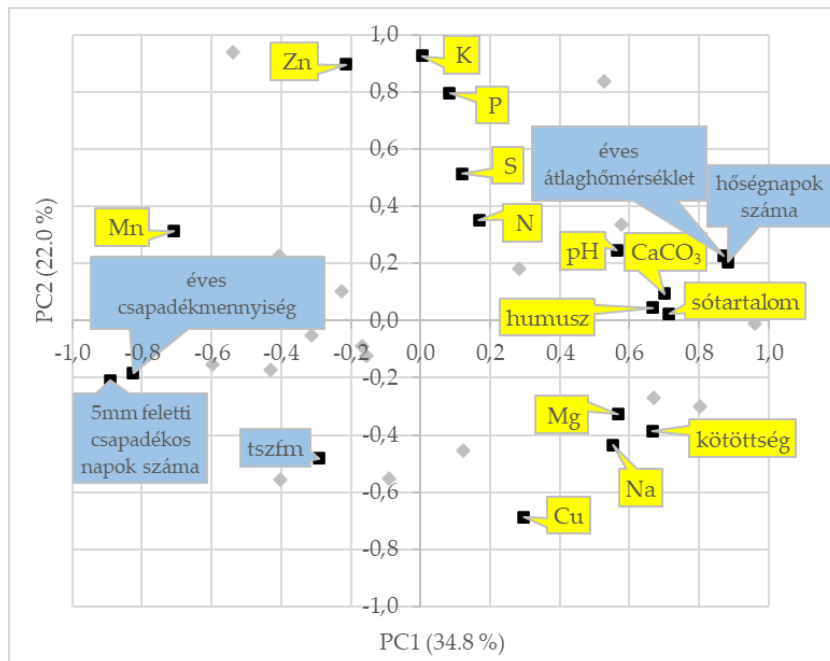 1,0
Zn
K
0,8
P
0,6
éves
átlaghőmérséklet
hőségnapok
száma
S
0,4
Mn
N
0,2
pH
CaCO₃
PC2 (22.0 %)
éves
csapadékmennyiség
humusz
sótartalom
0,0
-1,0
-0,8
-0,6
-0,4
-0,2
0,0
0,2
0,4
0,6
0,8
1,0
-0,2
5mm feletti
csapadékos
napok száma
tszfm
-0,4
Mg
kötöttség
Na
-0,6
Cu
-0,8
-1,0
PC1 (34.8 %)